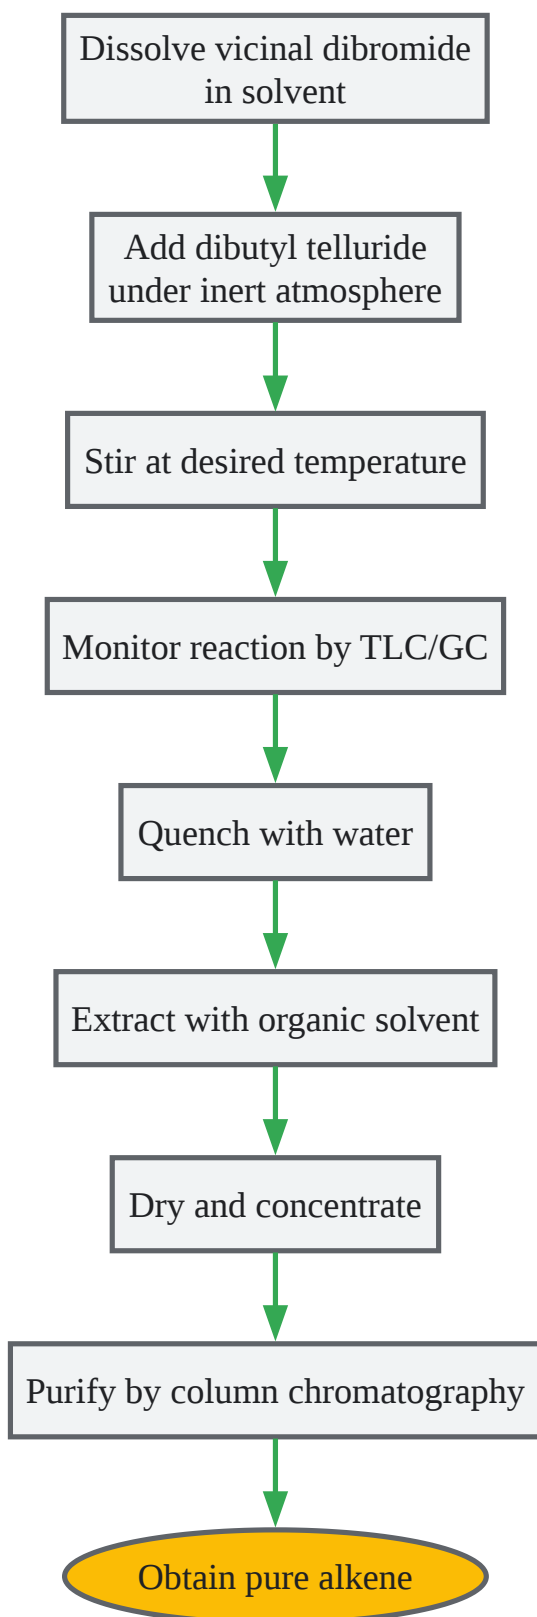 Dissolve vicinal dibromide
in solvent
Add dibutyl telluride
under inert atmosphere
Stir at desired temperature
Monitor reaction by TLC/GC
Quench with water
Extract with organic solvent
Dry and concentrate
Purify by column chromatography
Obtain pure alkene